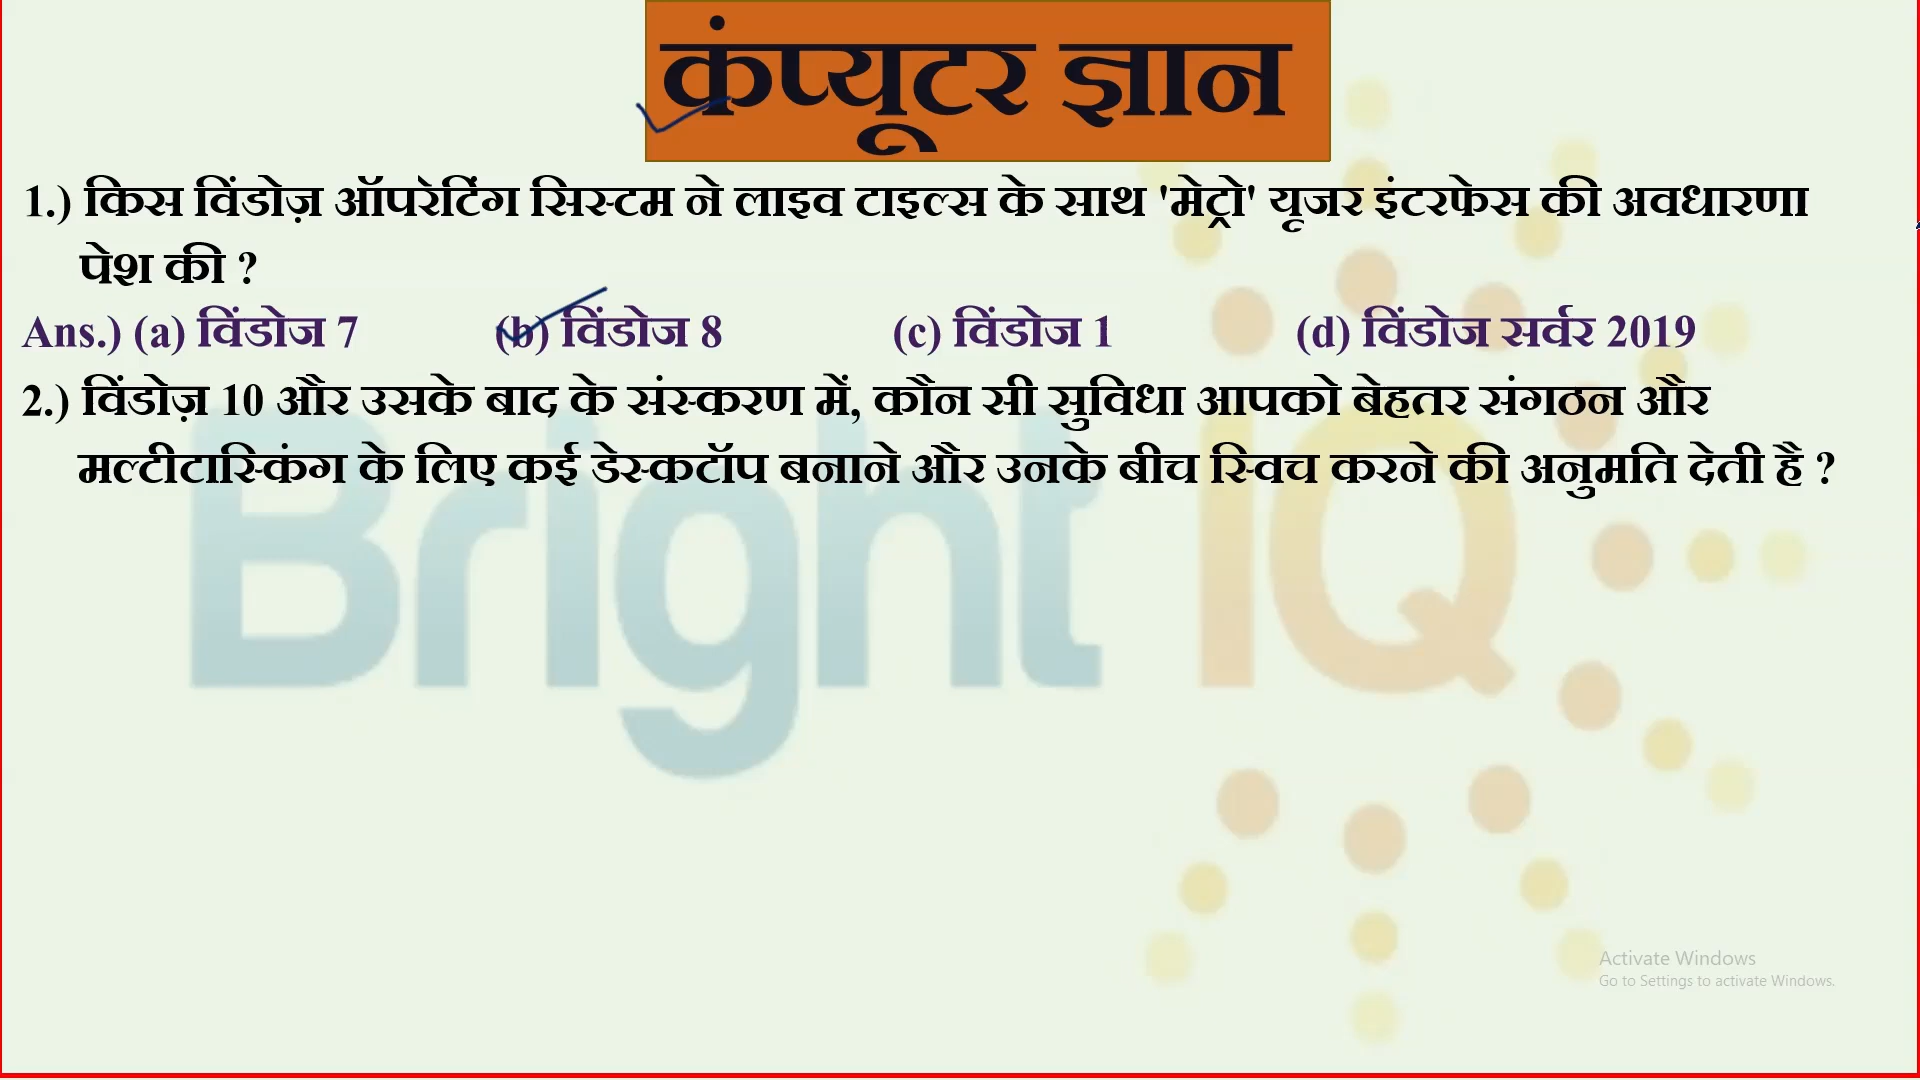 कंप्यूटर ज्ञान
1.) किस विंडोज़ ऑपरेटिंग सिस्टम ने लाइव टाइल्स के साथ 'मेट्रो' यूजर इंटरफेस की अवधारणा
पेश की ?
Ans.) (a) विंडोज 7 (b) विंडोज 8 (c) विंडोज 1 (d) विंडोज सर्वर 2019
2.) विंडोज़ 10 और उसके बाद के संस्करण में, कौन सी सुविधा आपको बेहतर संगठन और
मल्टीटास्किंग के लिए कई डेस्कटॉप बनाने और उनके बीच स्विच करने की अनुमति देती है ?
Bright IQ
Activate Windows
Go to Settings to activate Windows.